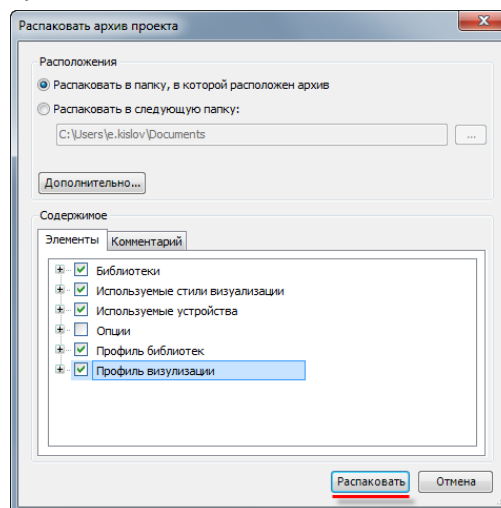 Распаковать архив проекта
Расположения
Распаковать в папку, в которой расположен архив
Распаковать в следующую папку:
C:\Users\e.kislov\Documents
...
Дополнительно...
Содержимое
Элементы Комментарий
Библиотеки
Используемые стили визуализации
Используемые устройства
Опции
Профиль библиотек
Профиль визулизации
Распаковать Отмена